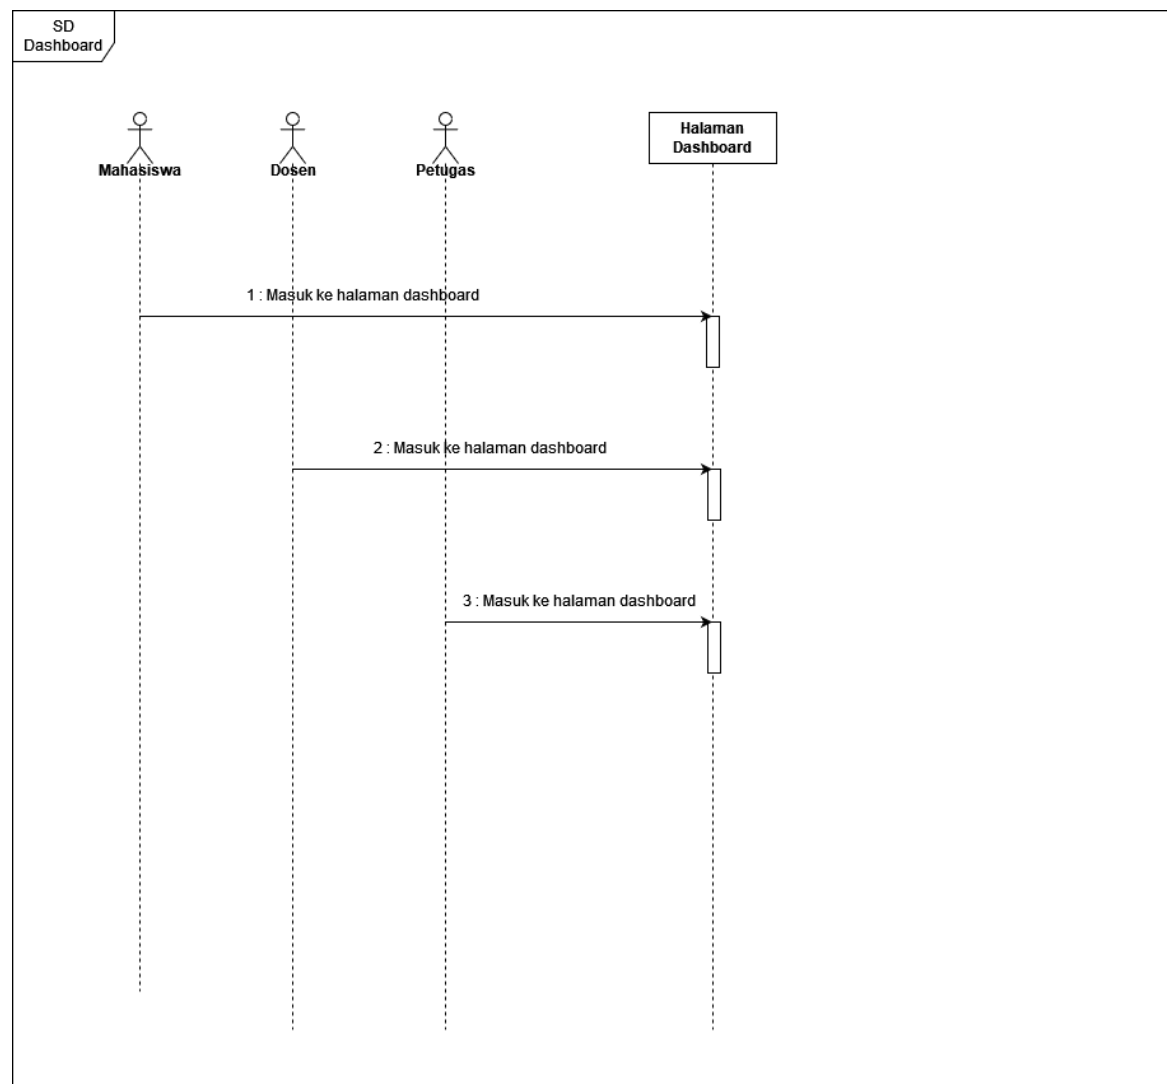 SD
Dashboard
Mahasiswa
Dosen
Petugas
Halaman
Dashboard
1 : Masuk ke halaman dashboard
2 : Masuk ke halaman dashboard
3 : Masuk ke halaman dashboard